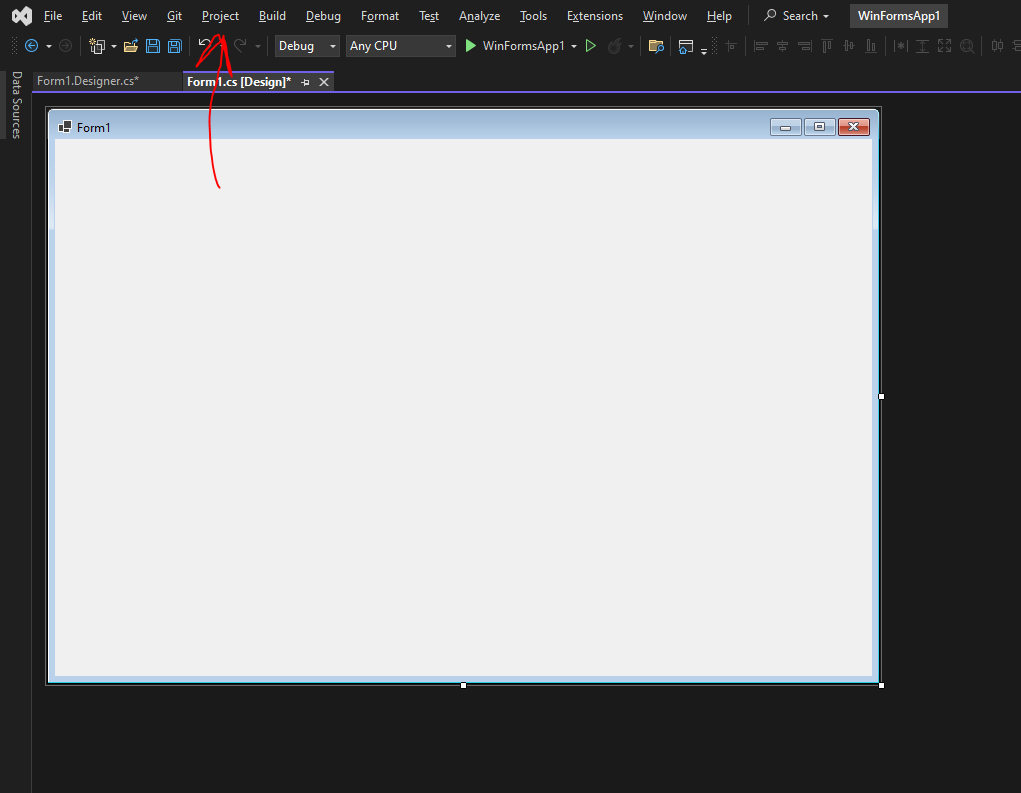 File Edit View Git Project Build Debug Format Test Analyze Tools Extensions Window Help Search WinFormsApp1
Debug Any CPU WinFormsApp1
Data Sources
Form1.Designer.cs* Form1.cs [Design]*
Form1